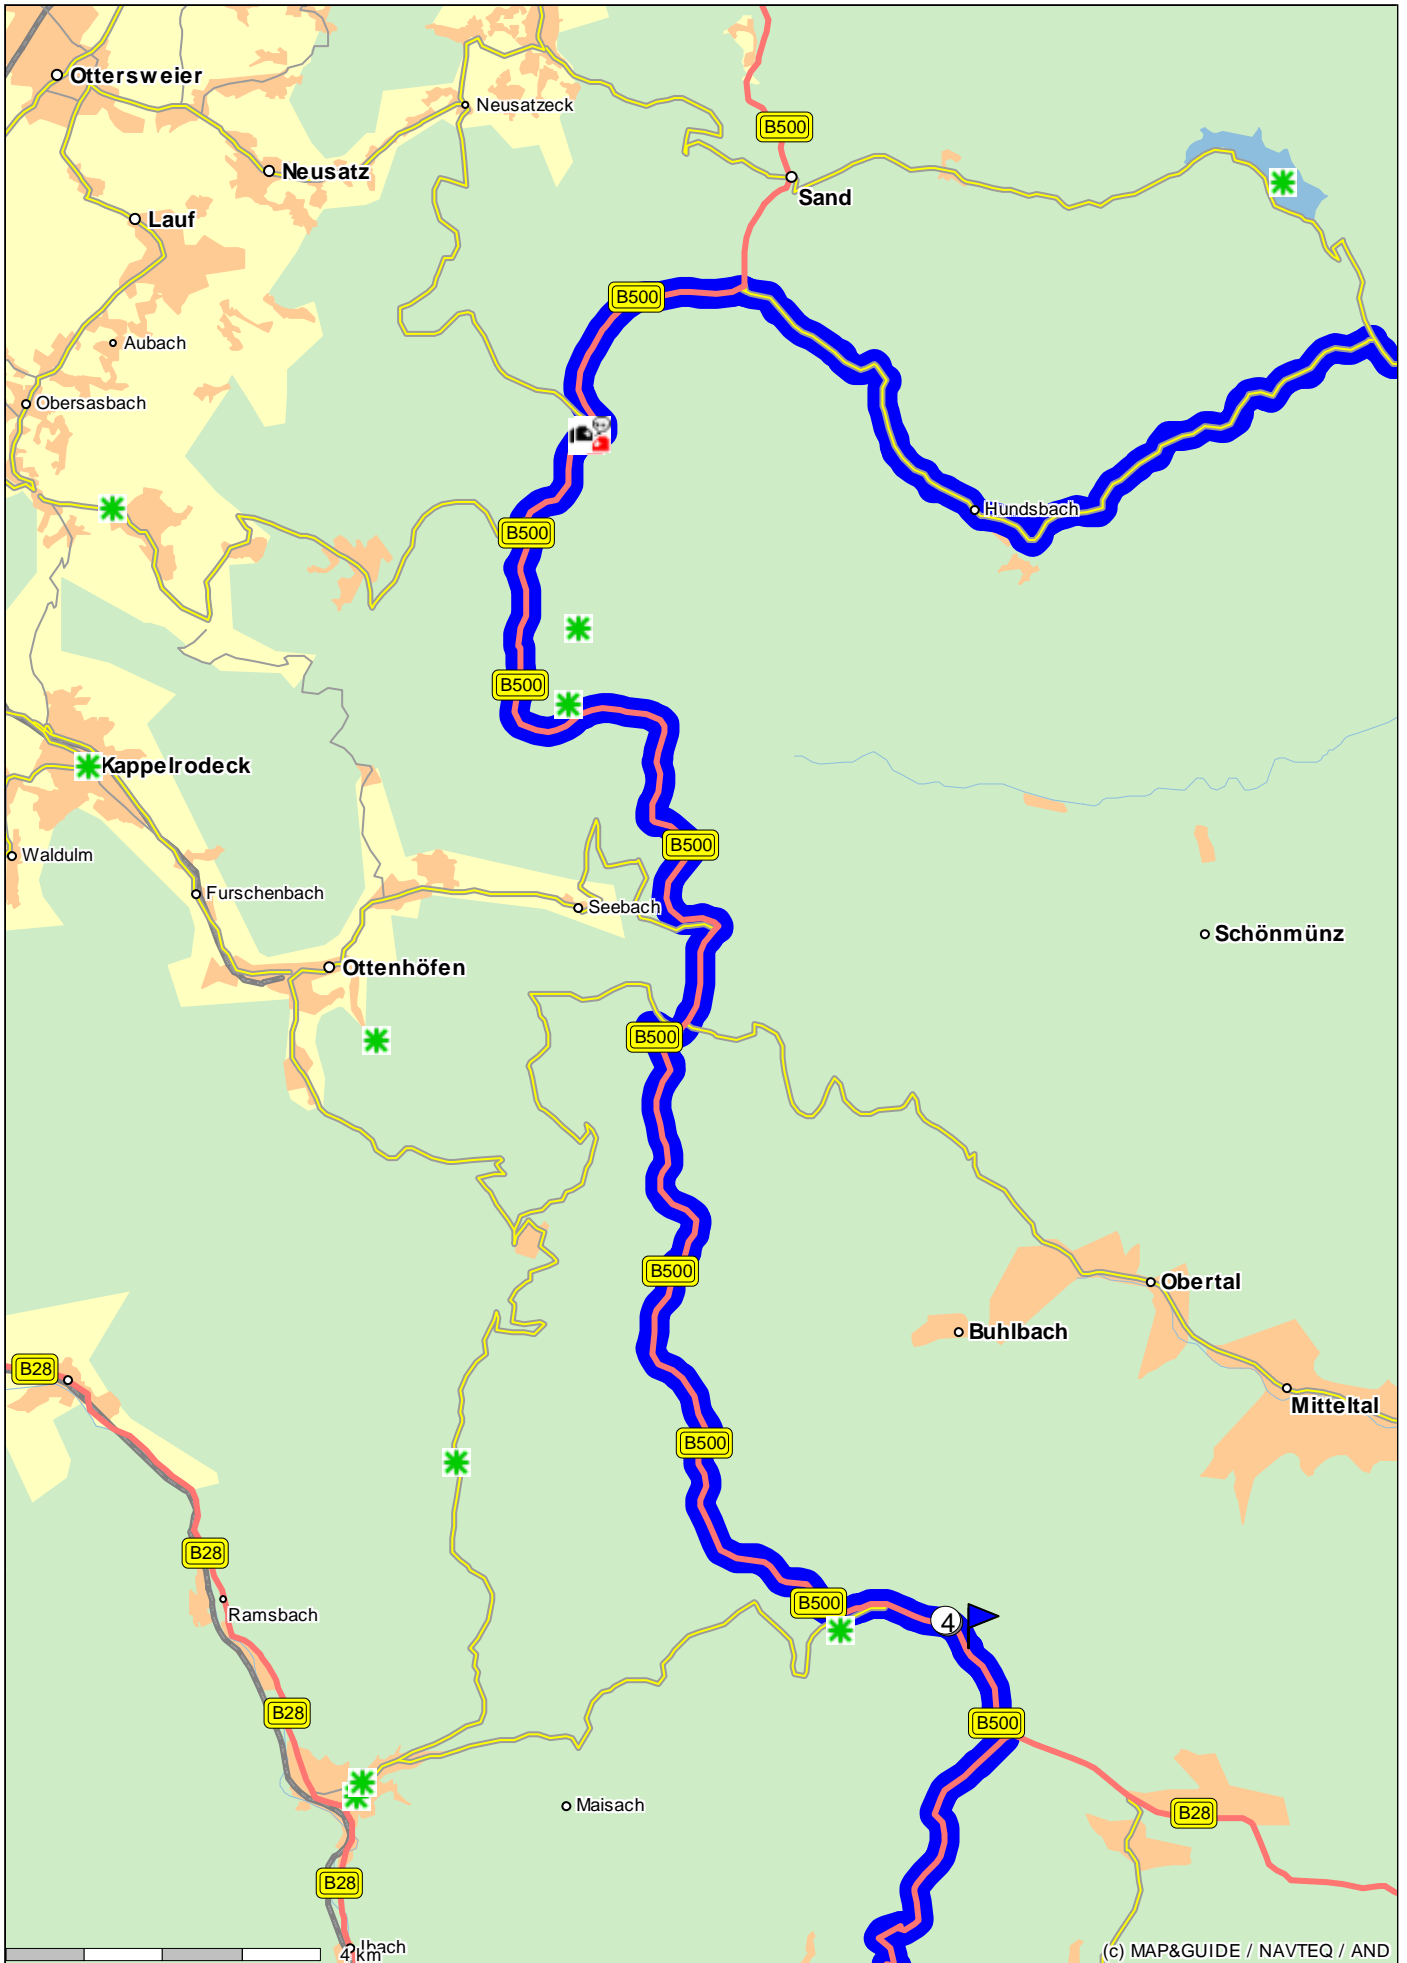 Ottersweier
Neusatzeck
B500
Neusatz
Sand
Lauf
B500
Aubach
Obersasbach
Hundsbach
B500
B500
Kappelrodeck
B500
Waldulm
Furschenbach
Seebach
Schönmünz
Ottenhöfen
B500
B500
Obertal
Buhlbach
B28
Mitteltal
B500
B28
B500
Ramsbach
4
B28
B500
Maisach
B28
B28
Ibach
4 km
(c) MAP&GUIDE / NAVTEQ / AND